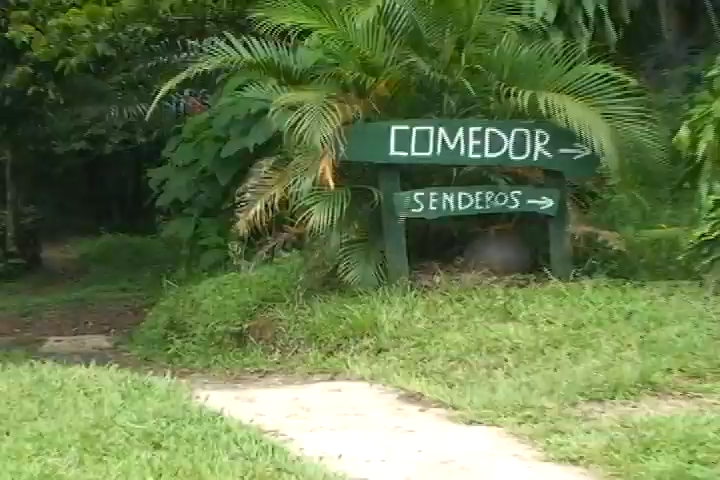 COMEDOR →
SENDEROS →